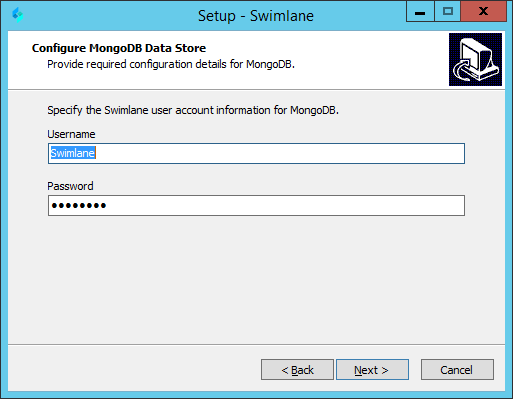 Setup - Swimlane
Configure MongoDB Data Store
Provide required configuration details for MongoDB.
Specify the Swimlane user account information for MongoDB.
Username
Swimlane
Password
●●●●●●●●
< Back
Next >
Cancel